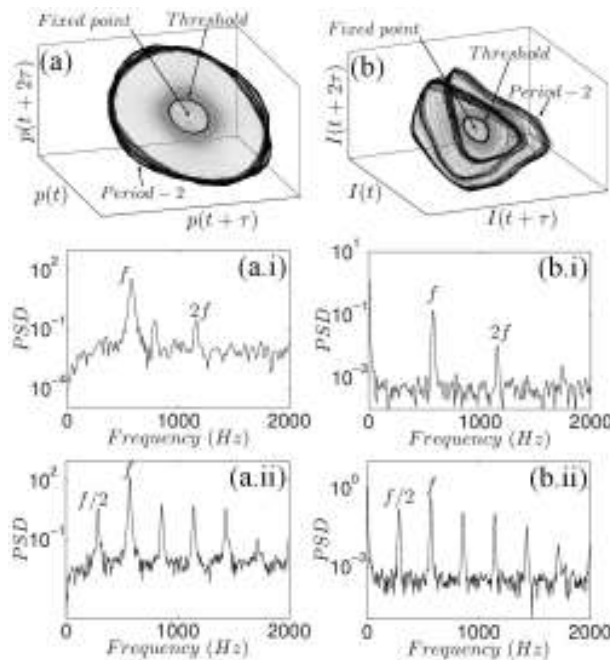 Fixed point
Threshold
(a)
p(t + 2τ)
p(t)
Period − 2
p(t + τ)
Fixed point
Threshold
(b)
Period − 2
I(t + 2τ)
I(t)
I(t + τ)
(a.i)
PSD
10²
10⁻¹
f
2f
0 1000 2000
Frequency (Hz)
(b.i)
PSD
10¹
10⁻¹
10⁻³
f
2f
0 1000 2000
Frequency (Hz)
(a.ii)
PSD
10²
10⁻¹
f/2
f
0 1000 2000
Frequency (Hz)
(b.ii)
PSD
10⁰
10⁻³
f/2
f
0 1000 2000
Frequency (Hz)